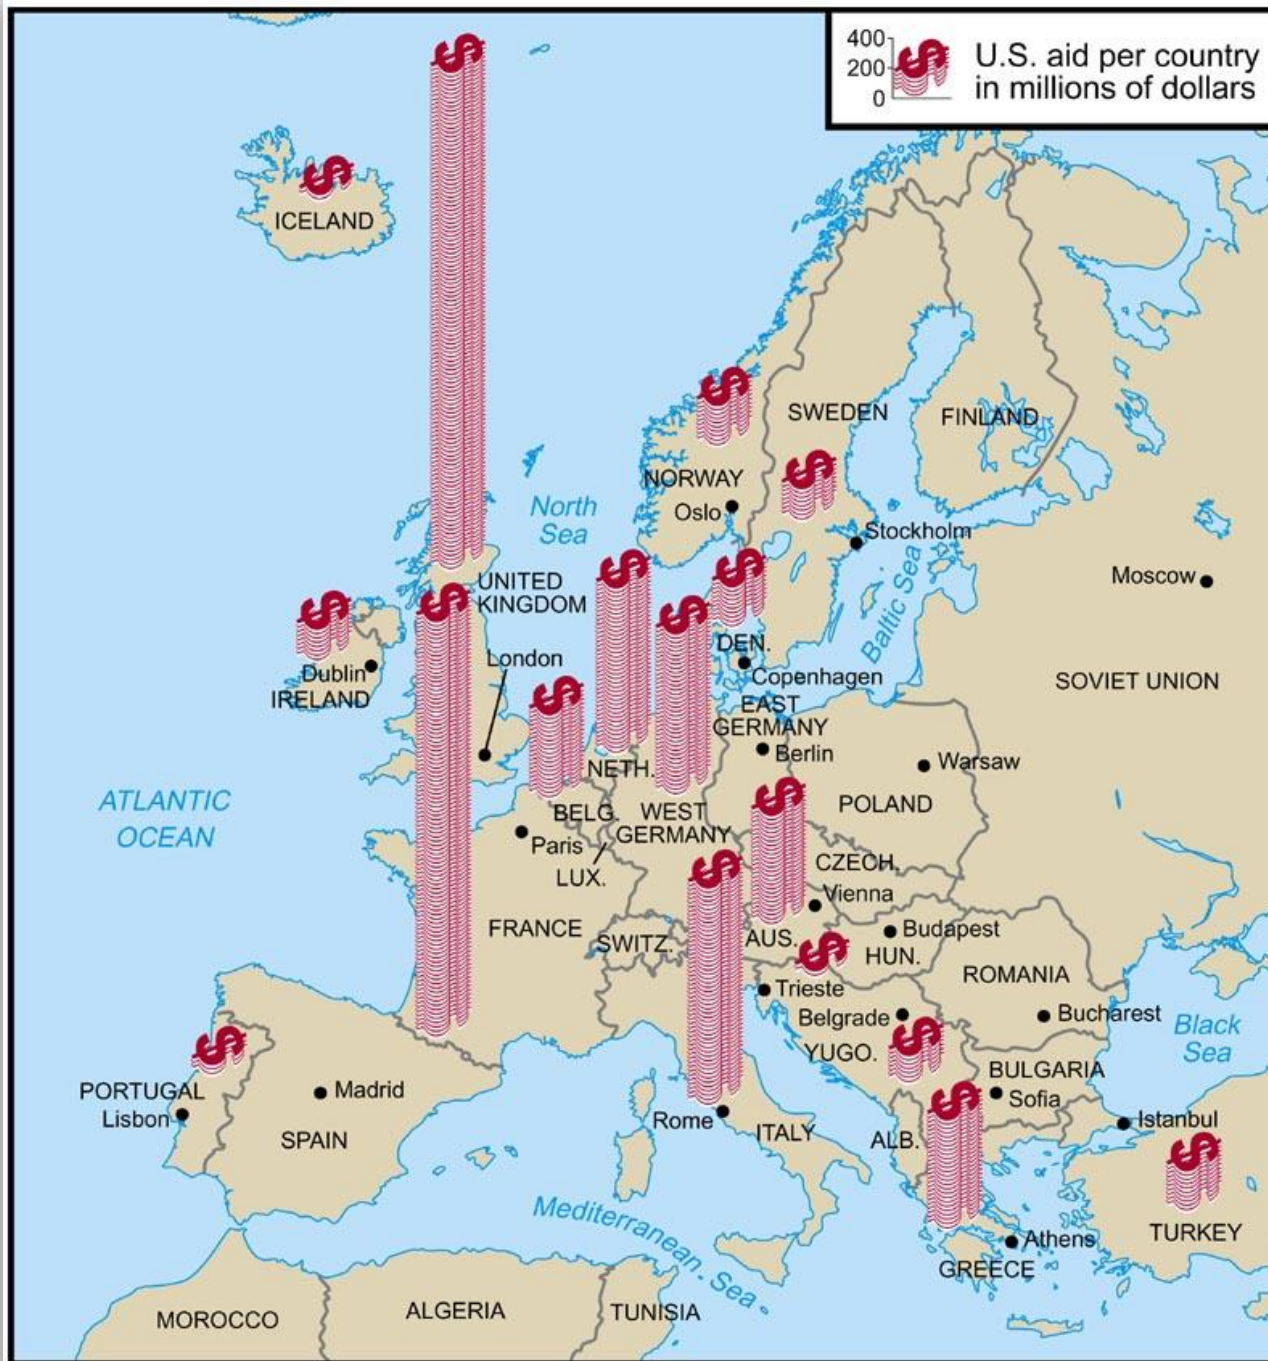 400
200
0
U.S. aid per country
in millions of dollars
ICELAND
SWEDEN
FINLAND
NORWAY
Oslo
North
Sea
Stockholm
Baltic Sea
Moscow
UNITED
KINGDOM
DEN.
London
Dublin
IRELAND
Copenhagen
SOVIET UNION
EAST
GERMANY
Berlin
NETH.
Warsaw
ATLANTIC
OCEAN
POLAND
BELG.
WEST
GERMANY
Paris
LUX.
CZECH.
Vienna
FRANCE
SWITZ.
AUS.
Budapest
HUN.
ROMANIA
Trieste
Belgrade
Bucharest
Black
Sea
YUGO.
BULGARIA
Sofia
PORTUGAL
Lisbon
Madrid
SPAIN
Rome
ITALY
ALB.
Istanbul
Mediterranean Sea
Athens
TURKEY
GREECE
MOROCCO
ALGERIA
TUNISIA